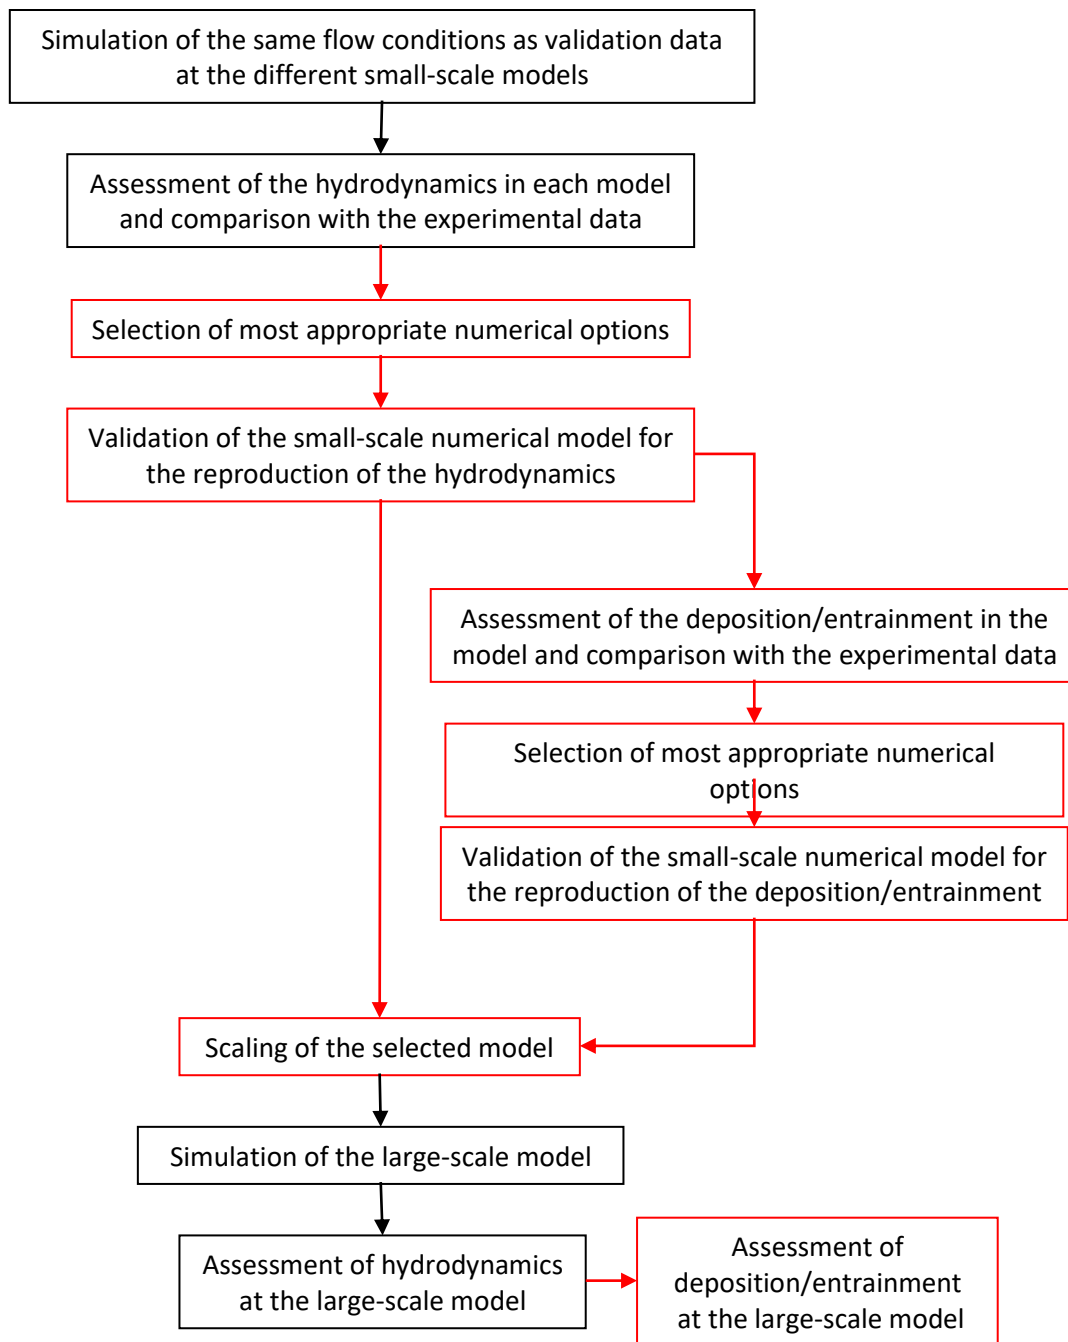 Simulation of the same flow conditions as validation data
at the different small-scale models
Assessment of the hydrodynamics in each model
and comparison with the experimental data
Selection of most appropriate numerical options
Validation of the small-scale numerical model for
the reproduction of the hydrodynamics
Assessment of the deposition/entrainment in the
model and comparison with the experimental data
Selection of most appropriate numerical
options
Validation of the small-scale numerical model for
the reproduction of the deposition/entrainment
Scaling of the selected model
Simulation of the large-scale model
Assessment of hydrodynamics
at the large-scale model
Assessment of
deposition/entrainment
at the large-scale model